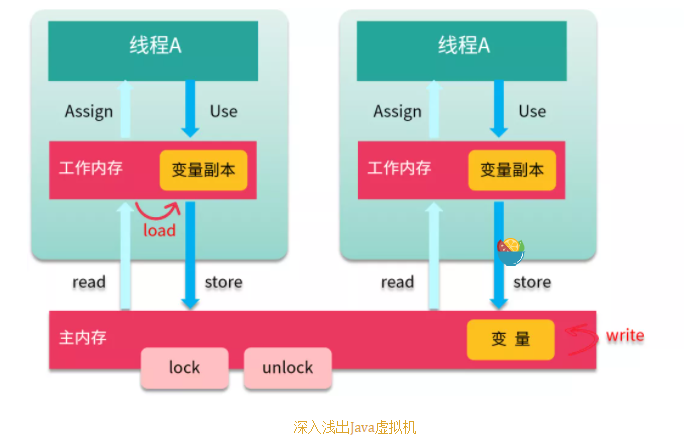 线程A
线程A
Assign
Use
Assign
Use
工作内存
变量副本
工作内存
变量副本
load
read
store
read
store
主内存
变 量
write
lock
unlock
深入浅出Java虚拟机